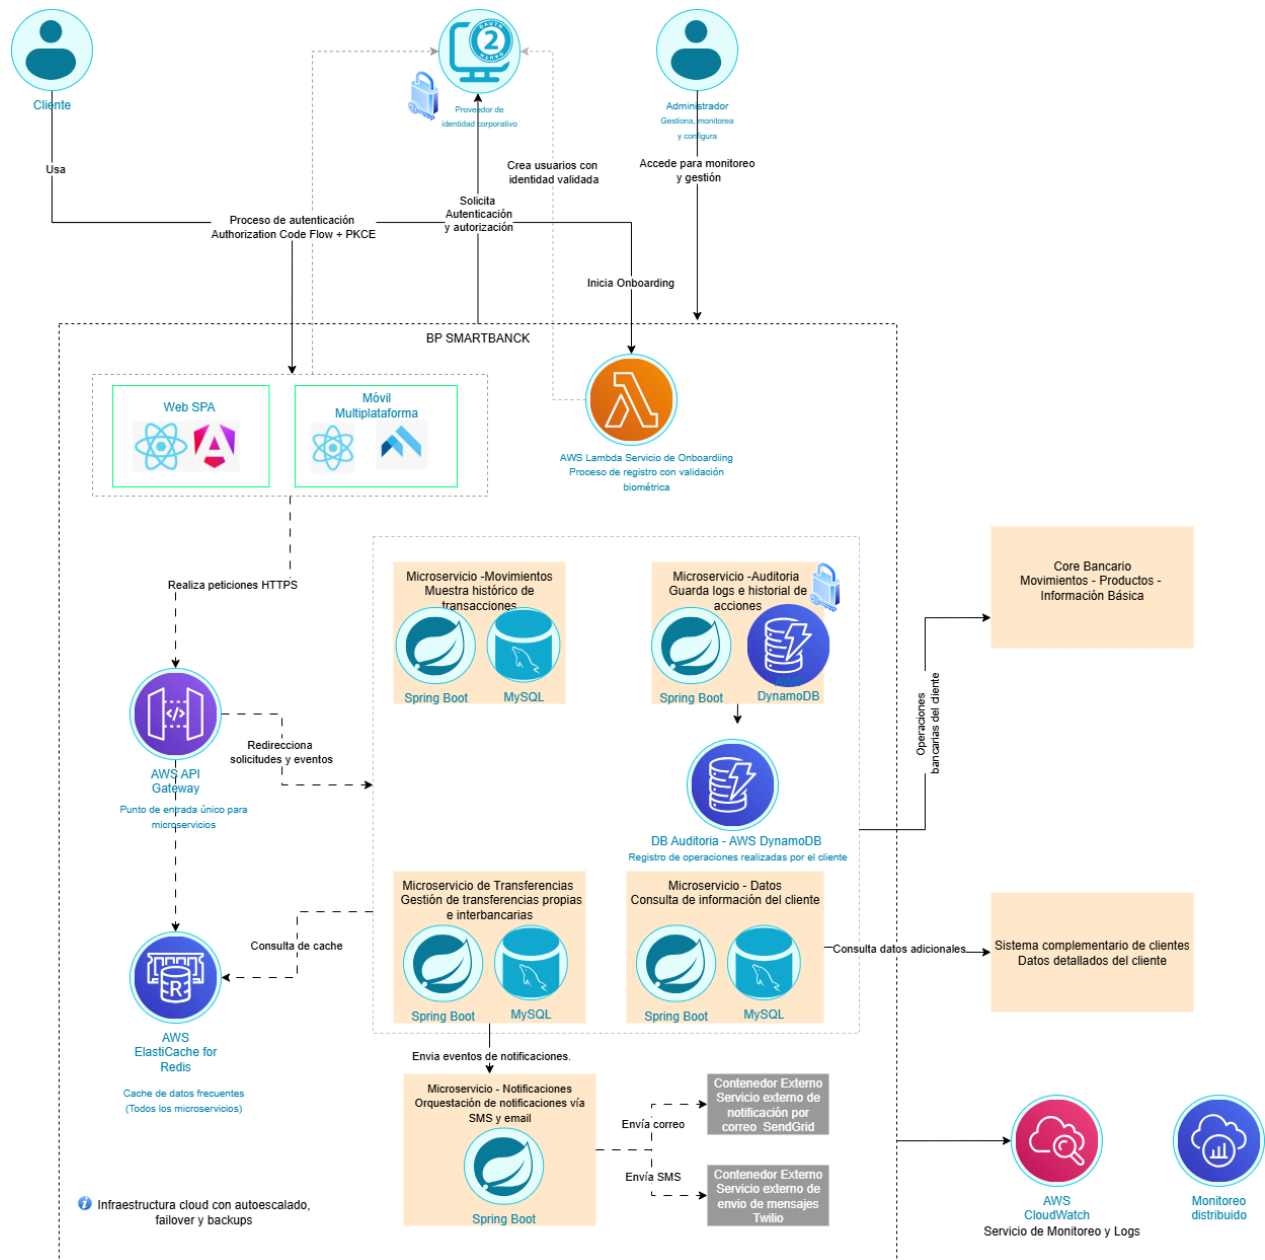 OAUTH
2
Cliente
Proveedor de
identidad corporativo
Administrador
Gestiona, monitorea
y configura
Usa
Crea usuarios con
identidad validada
Accede para monitoreo
y gestión
Solicita
Autenticación
y autorización
Proceso de autenticación
Authorization Code Flow + PKCE
Inicia Onboarding
BP SMARTBANCK
Web SPA
Móvil
Multiplataforma
AWS Lambda Servicio de Onboardiing
Proceso de registro con validación
biométrica
Realiza peticiones HTTPS
Microservicio -Movimientos
Muestra histórico de
transacciones
Spring Boot
MySQL
Microservicio -Auditoria
Guarda logs e historial de
acciones
Spring Boot
AWS
DynamoDB
Core Bancario
Movimientos - Productos -
Información Básica
Operaciones
bancarias del cliente
AWS API
Gateway
Punto de entrada único para
microservicios
Redirecciona
solicitudes y eventos
DB Auditoria - AWS DynamoDB
Registro de operaciones realizadas por el cliente
Microservicio de Transferencias
Gestión de transferencias propias
e interbancarias
Spring Boot
MySQL
Microservicio - Datos
Consulta de información del cliente
Spring Boot
MySQL
Consulta datos adicionales
Sistema complementario de clientes
Datos detallados del cliente
Consulta de cache
R
AWS
ElastiCache for
Redis
Cache de datos frecuentes
(Todos los microservicios)
Envia eventos de notificaciones.
Microservicio - Notificaciones
Orquestación de notificaciones vía
SMS y email
Spring Boot
Envía correo
Envía SMS
Contenedor Externo
Servicio externo de
notificación por
correo SendGrid
Contenedor Externo
Servicio externo de
envio de mensajes
Twilio
AWS
CloudWatch
Servicio de Monitoreo y Logs
Monitoreo
distribuido
Infraestructura cloud con autoescalado,
failover y backups